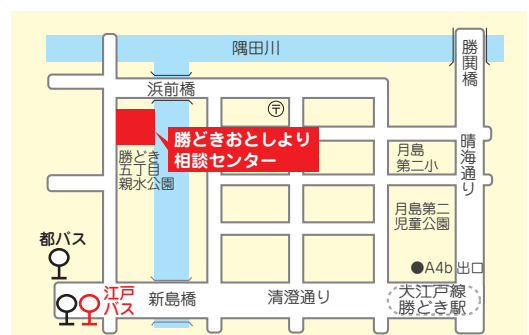 隅田川
勝
鬨
橋
浜前橋
〒
勝どきおとしより
相談センター
勝どき
五丁目
親水公園
月島
第二小
晴
海
通
り
月島第二
児童公園
都バス
●A4b出口
江戸
バス
新島橋
清澄通り
大江戸線
勝どき駅